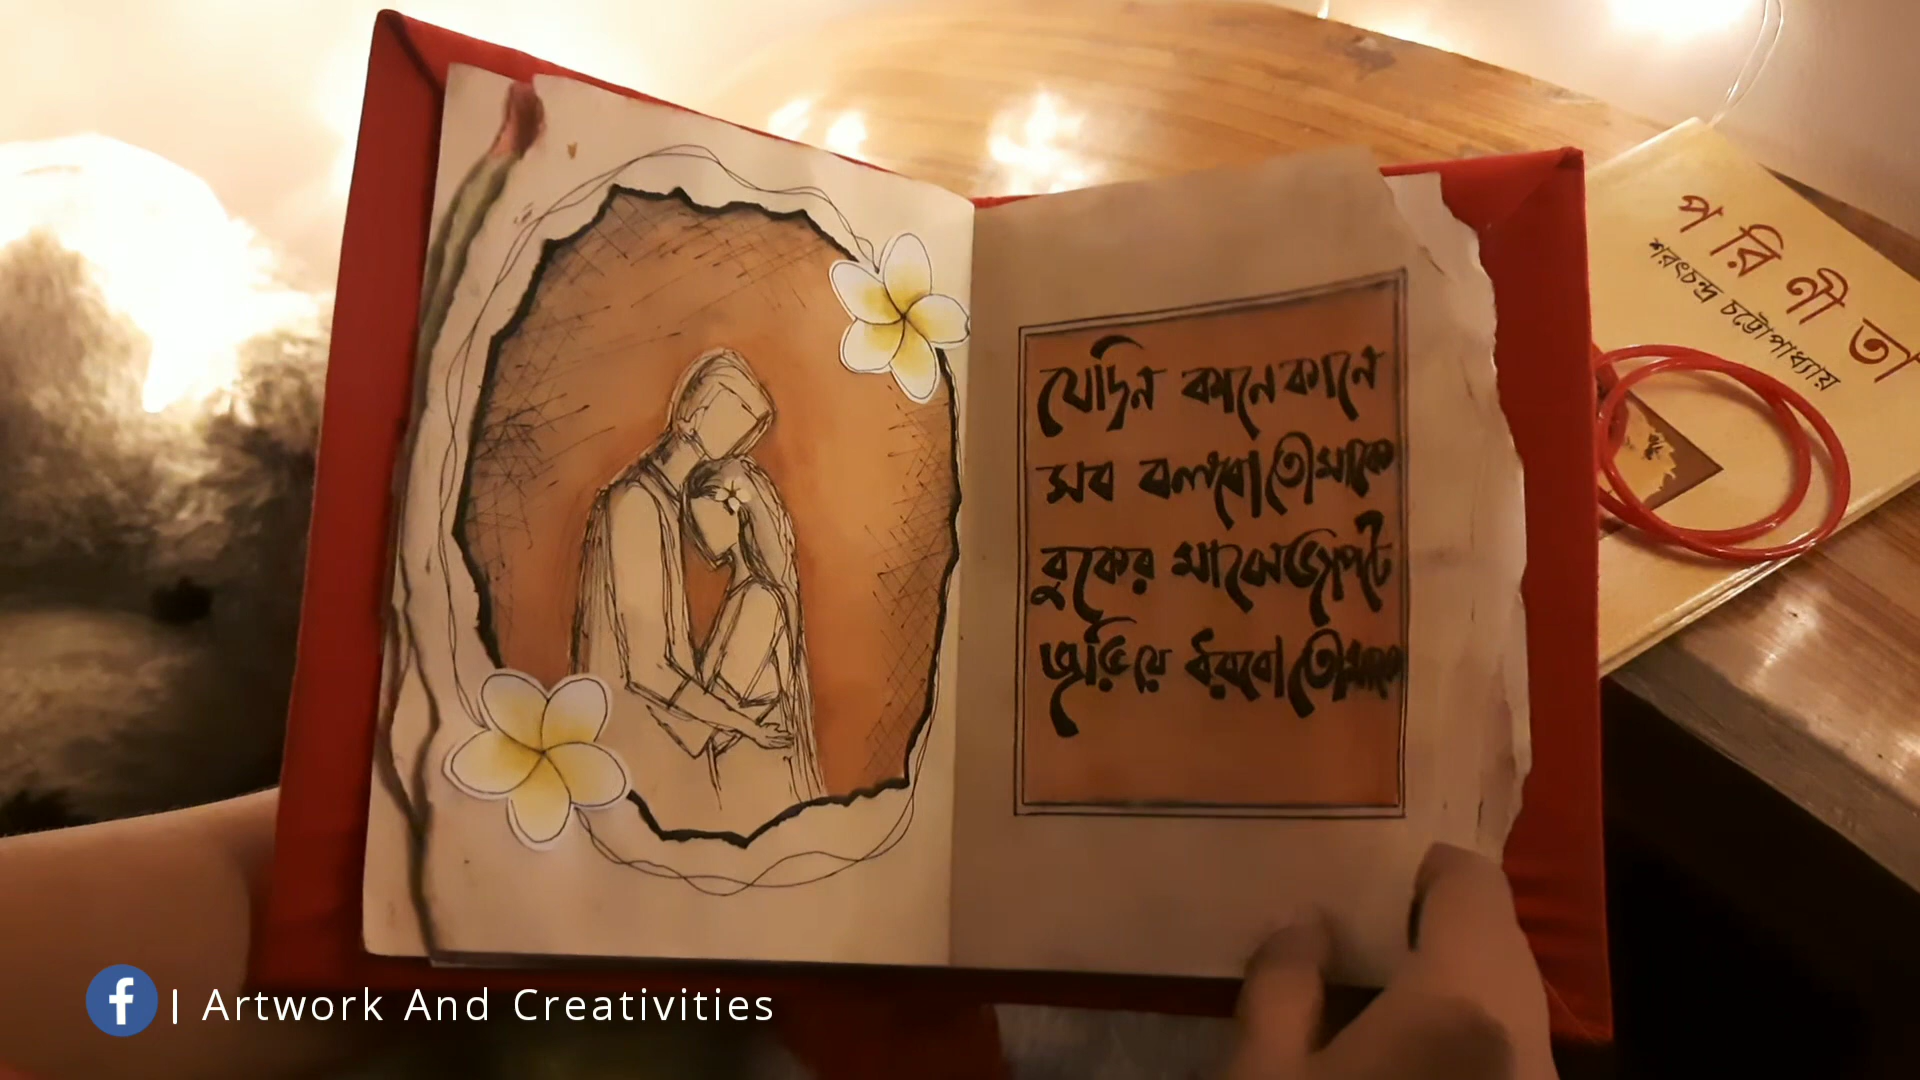 যেদিন কানেকানে
সব বলবো তোমাকে
বুকের মাঝে জাপটে
জড়িয়ে ধরবো তোমাকে
পরিণীতা
শরৎচন্দ্র চট্টোপাধ্যায়
| Artwork And Creativities